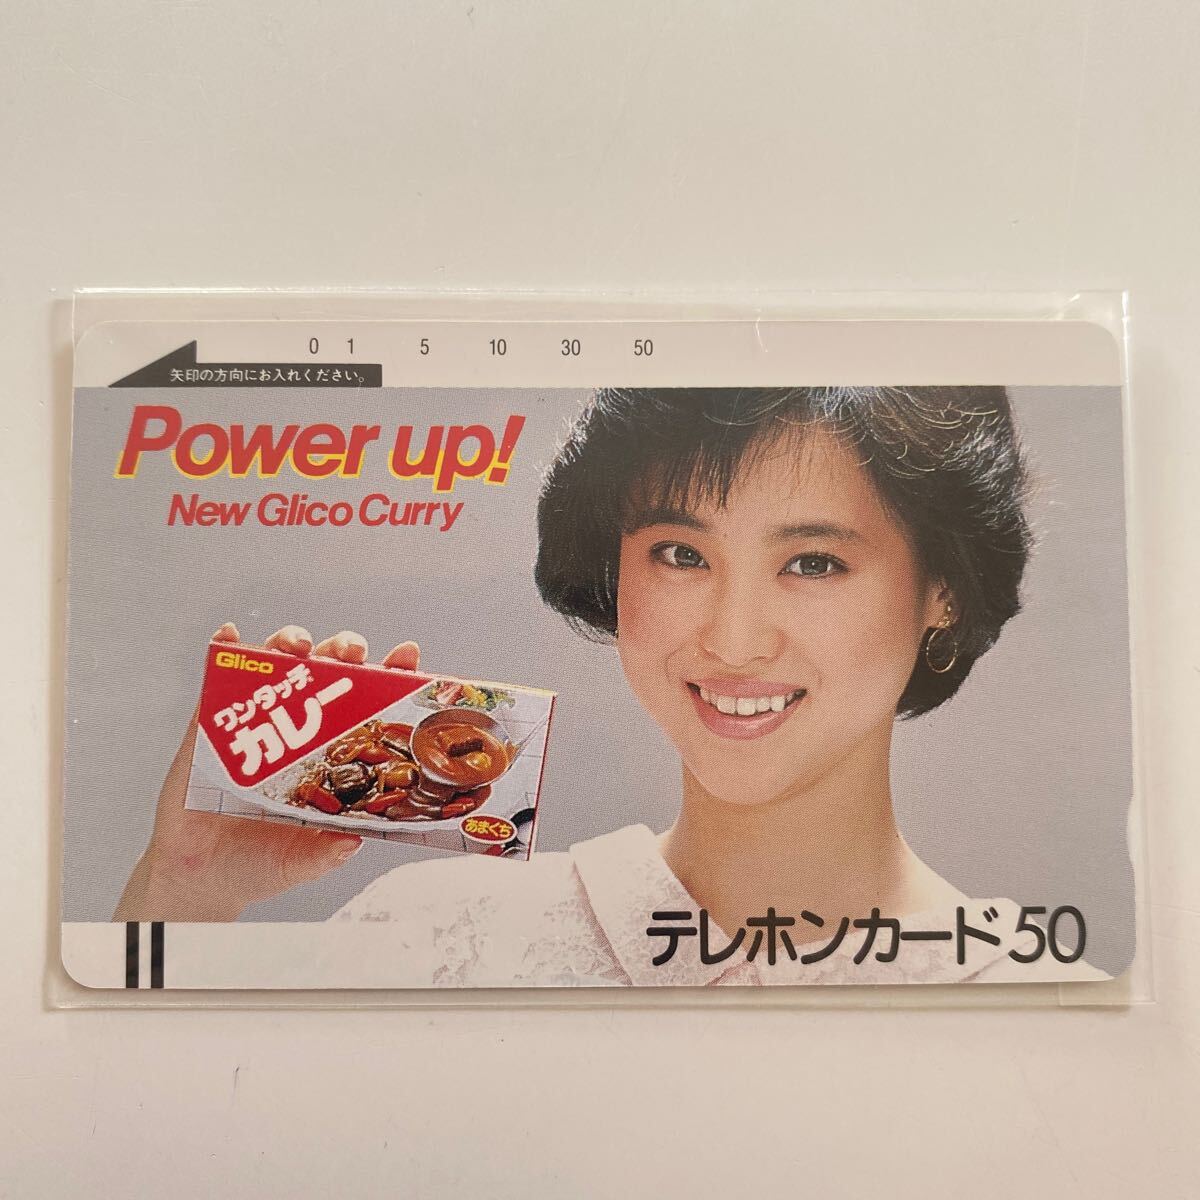 0 1 5 10 30 50
矢印の方向にお入れください。
Power up!
New Glico Curry
Glico
ワンタッチ
カレー
あまくち
テレホンカード50